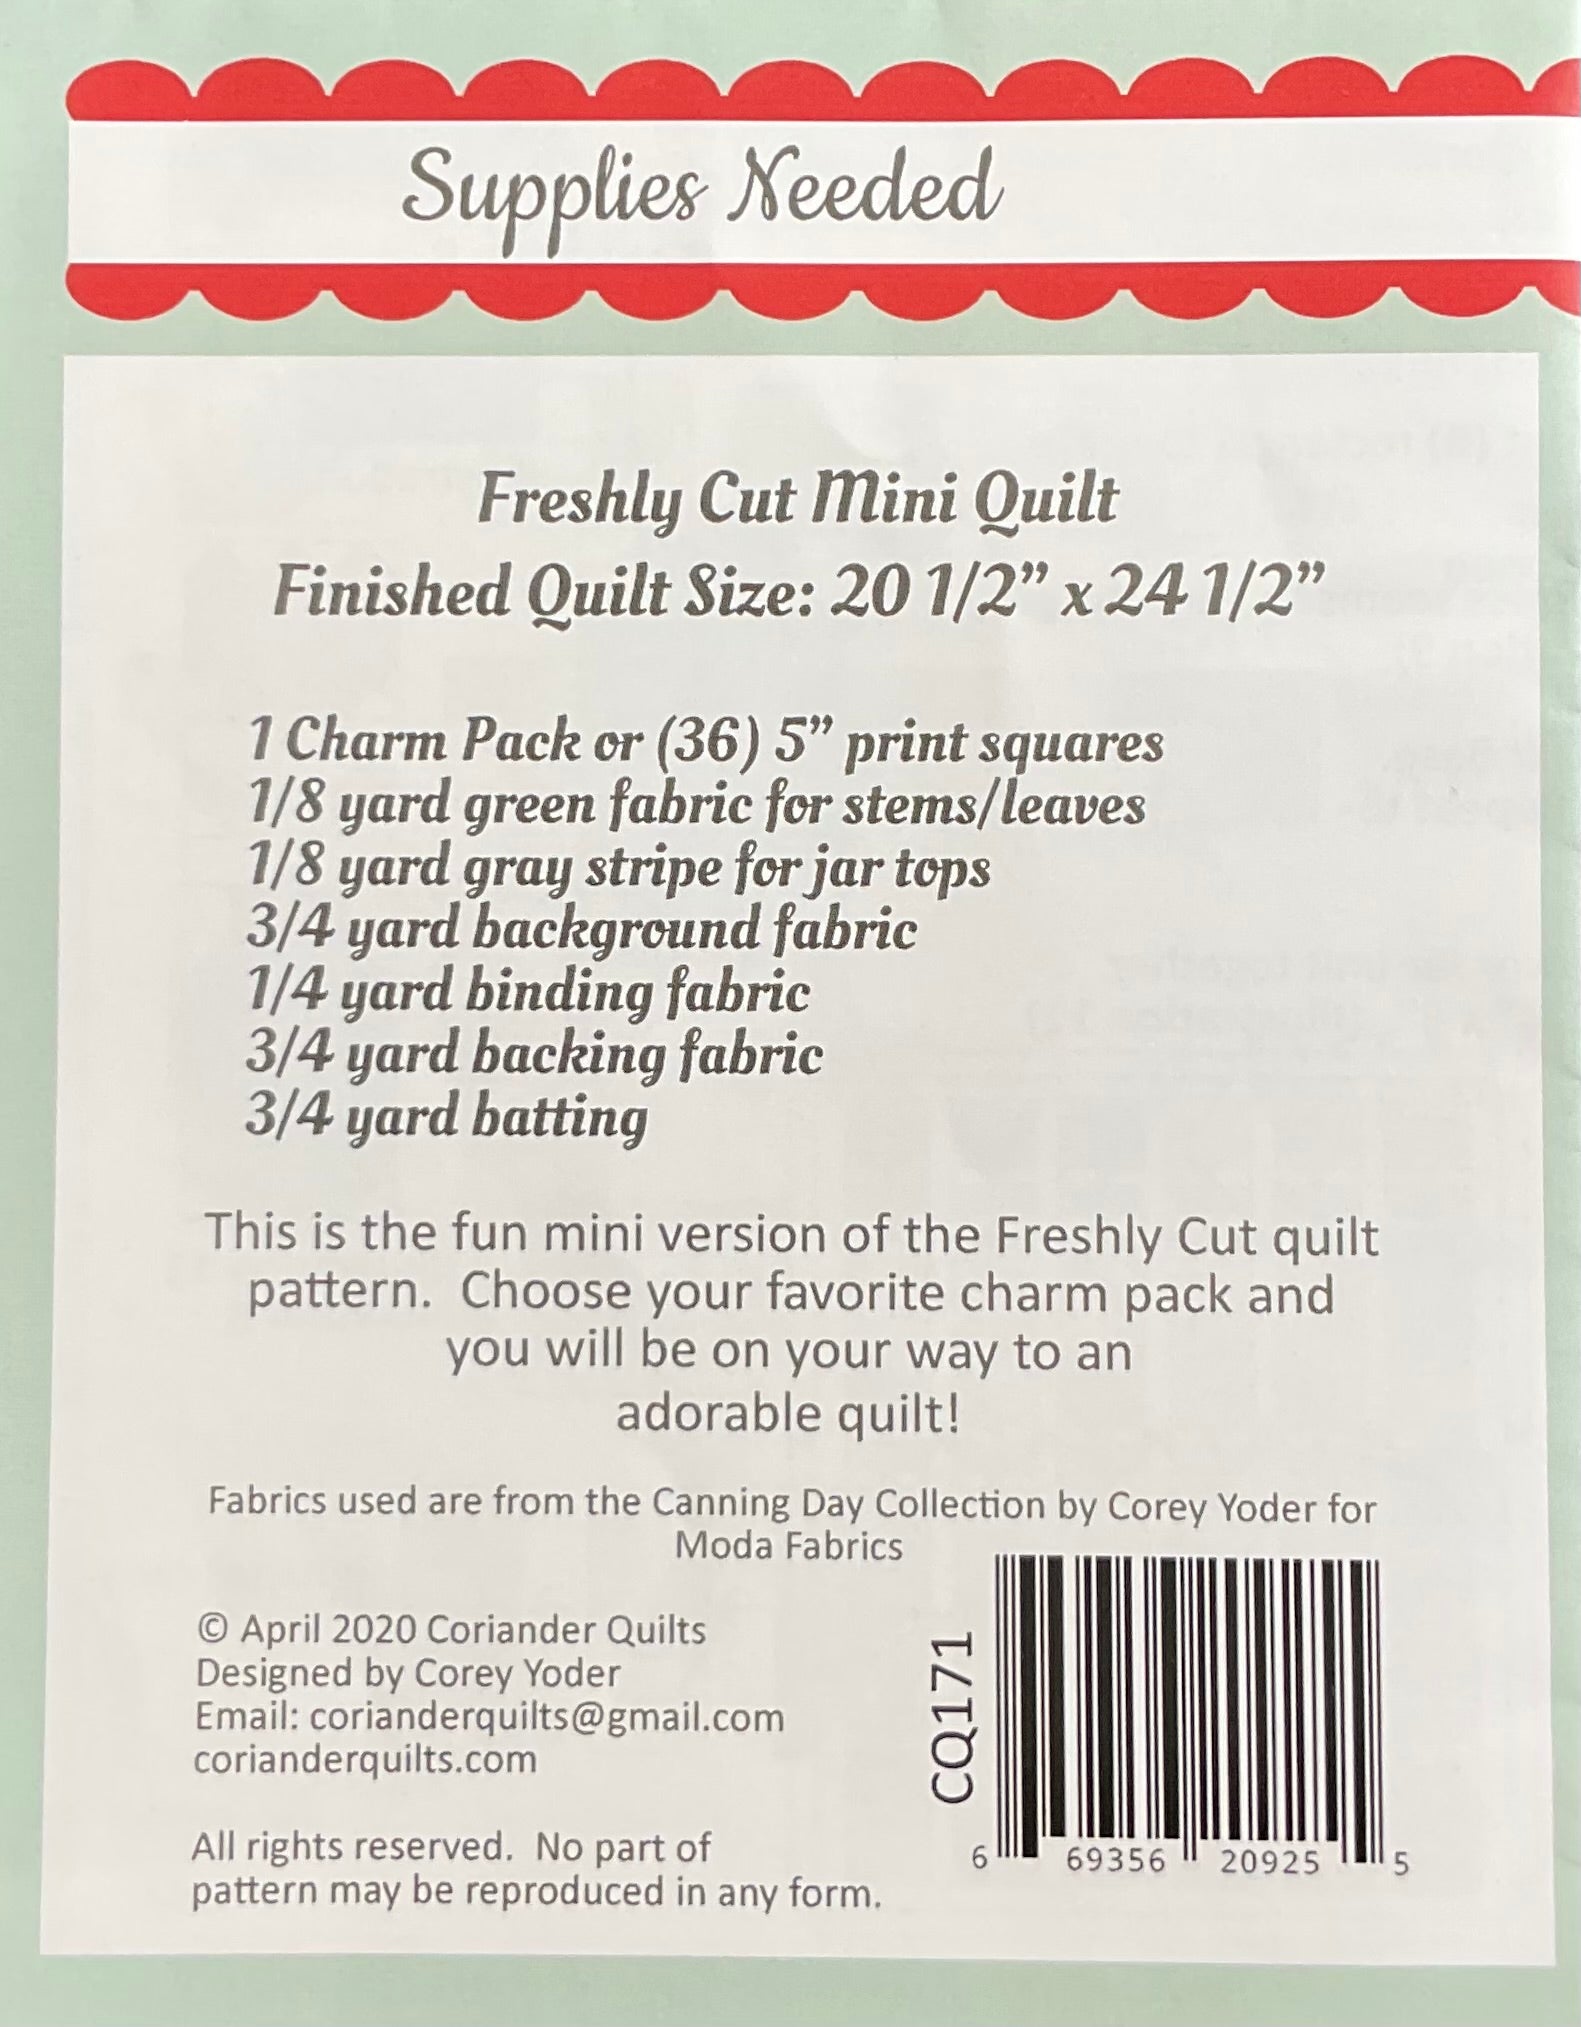 Supplies Needed
Freshly Cut Mini Quilt
Finished Quilt Size: 20 1/2” x 24 1/2”
1 Charm Pack or (36) 5” print squares
1/8 yard green fabric for stems/leaves
1/8 yard gray stripe for jar tops
3/4 yard background fabric
1/4 yard binding fabric
3/4 yard backing fabric
3/4 yard batting
This is the fun mini version of the Freshly Cut quilt
pattern.  Choose your favorite charm pack and
you will be on your way to an
adorable quilt!
Fabrics used are from the Canning Day Collection by Corey Yoder for
Moda Fabrics
© April 2020 Coriander Quilts
Designed by Corey Yoder
Email: corianderquilts@gmail.com
corianderquilts.com
All rights reserved.  No part of
pattern may be reproduced in any form.
CQ171
6 69356 20925 5